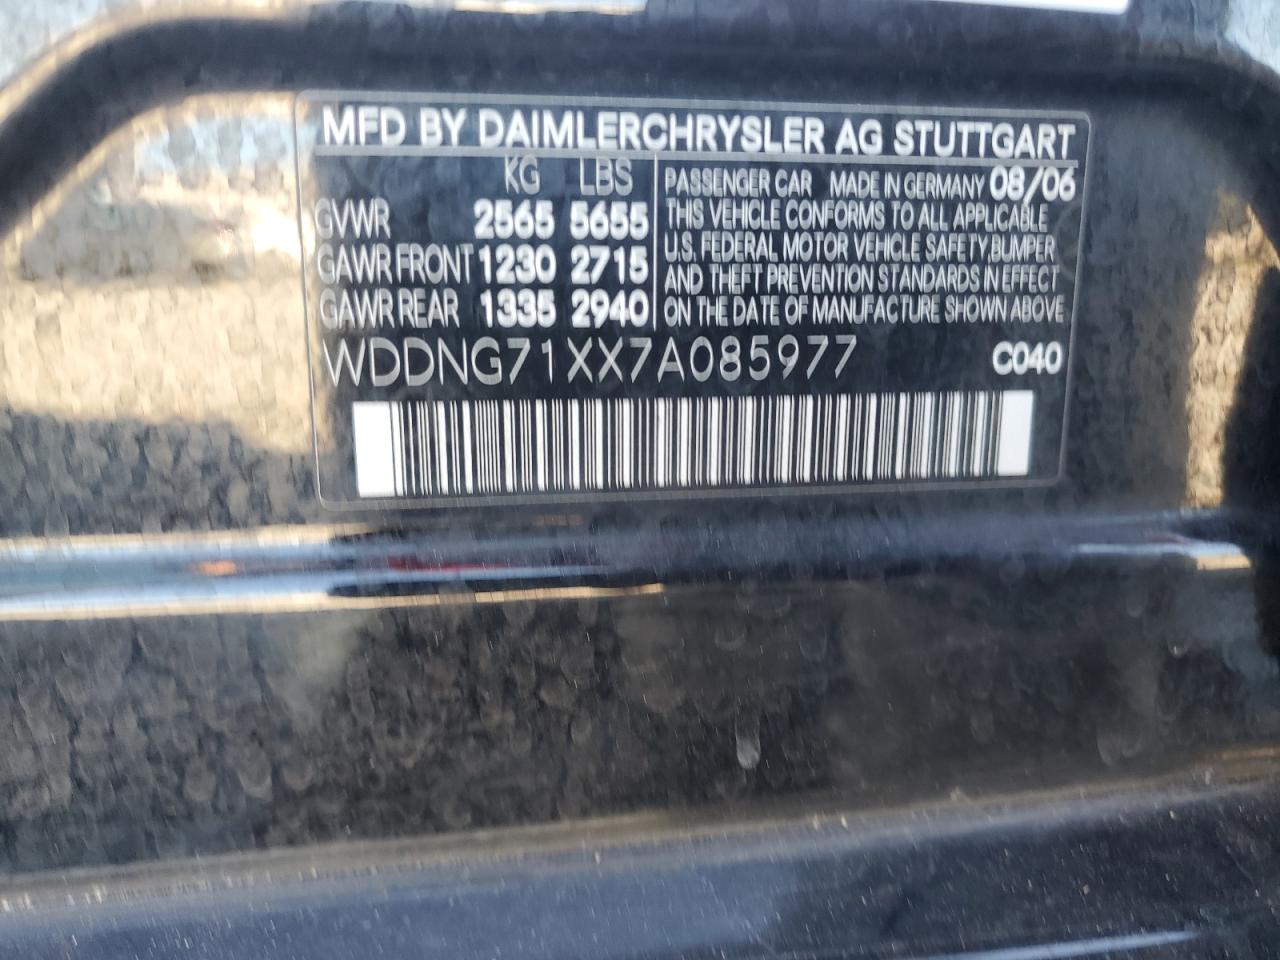 MFD BY DAIMLERCHRYSLER AG STUTTGART
KG LBS
GVWR 2565 5655
GAWR FRONT 1230 2715
GAWR REAR 1335 2940
PASSENGER CAR MADE IN GERMANY 08/06
THIS VEHICLE CONFORMS TO ALL APPLICABLE
U.S. FEDERAL MOTOR VEHICLE SAFETY,BUMPER
AND THEFT PREVENTION STANDARDS IN EFFECT
ON THE DATE OF MANUFACTURE SHOWN ABOVE
WDDNG71XX7A085977 C040